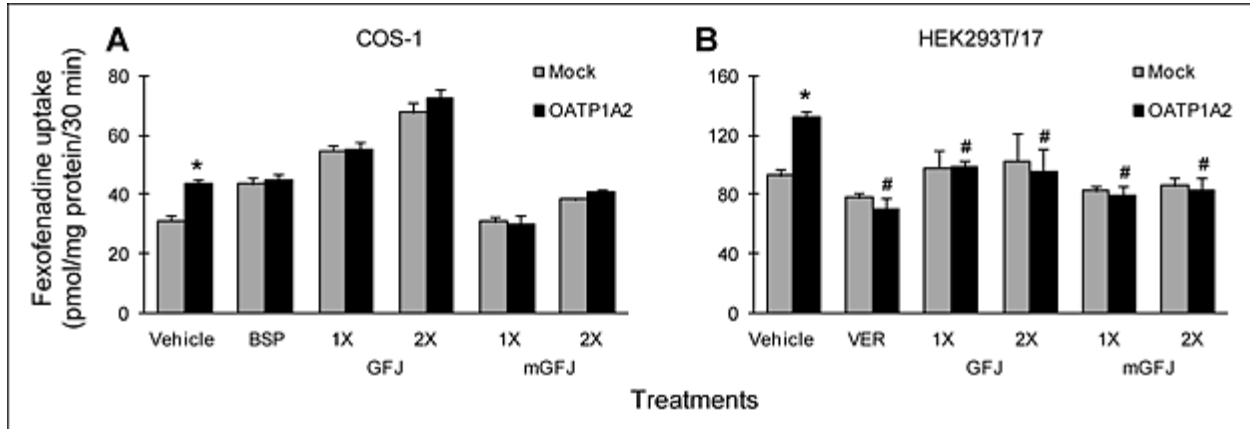 A
COS-1
B
HEK293T/17
Fexofenadine uptake
(pmol/mg protein/30 min)
80
60
40
20
0
Mock
OATP1A2
*
Vehicle BSP 1X 2X 1X 2X
GFJ mGFJ
160
120
80
40
0
Mock
OATP1A2
*
# # # # #
Vehicle VER 1X 2X 1X 2X
GFJ mGFJ
Treatments